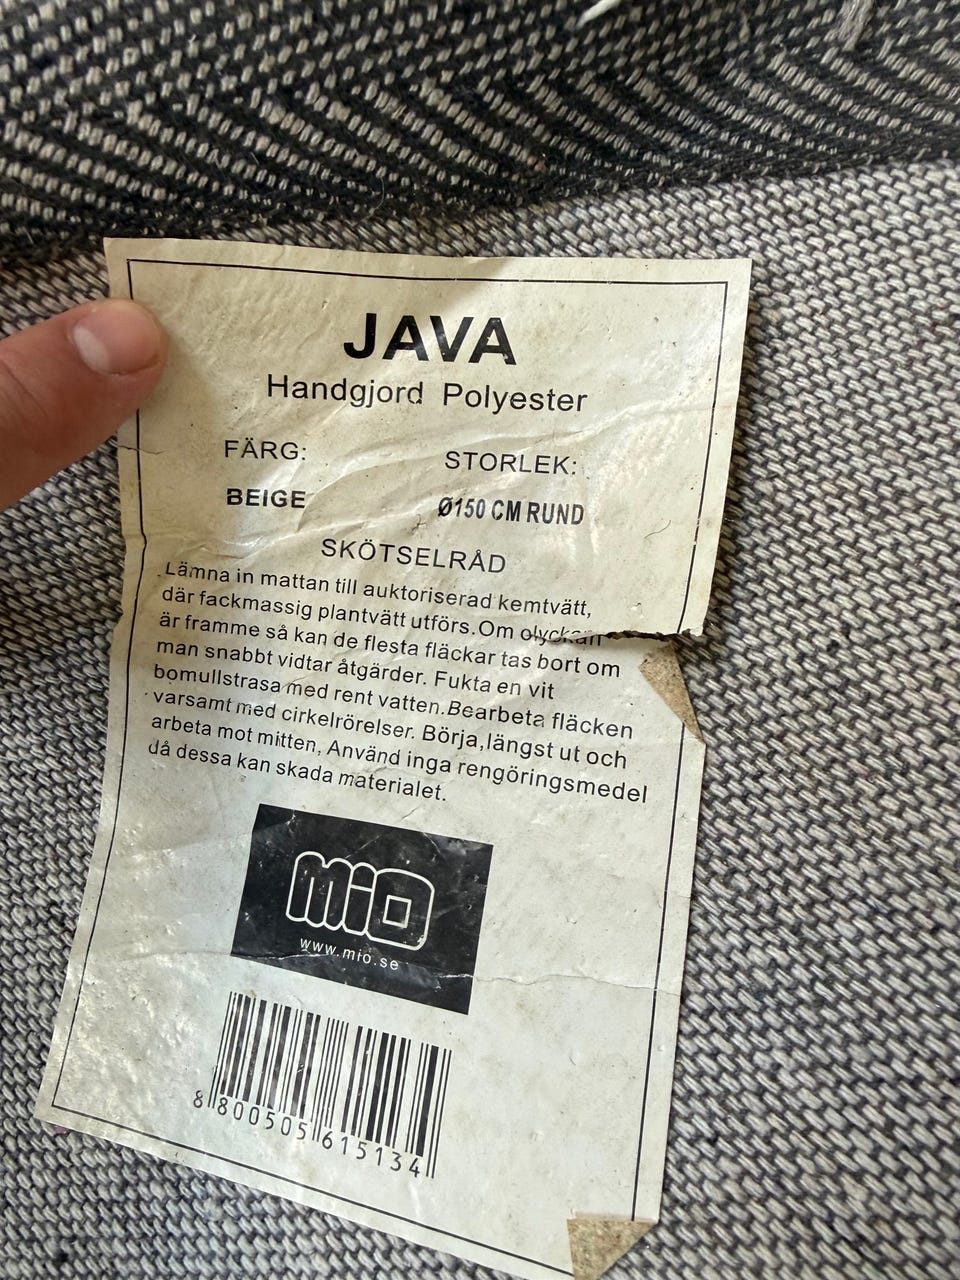 JAVA
Handgjord Polyester
FÄRG: STORLEK:
BEIGE Ø150 CM RUND
SKÖTSELRÅD
Lämna in mattan till auktoriserad kemtvätt,
där fackmassig plantvätt utförs.Om olyckan
är framme så kan de flesta fläckar tas bort om
man snabbt vidtar åtgärder. Fukta en vit
bomullstrasa med rent vatten.Bearbeta fläcken
varsamt med cirkelrörelser. Börja,längst ut och
arbeta mot mitten, Använd inga rengöringsmedel
då dessa kan skada materialet.
MIO
www.mio.se
8800505615134